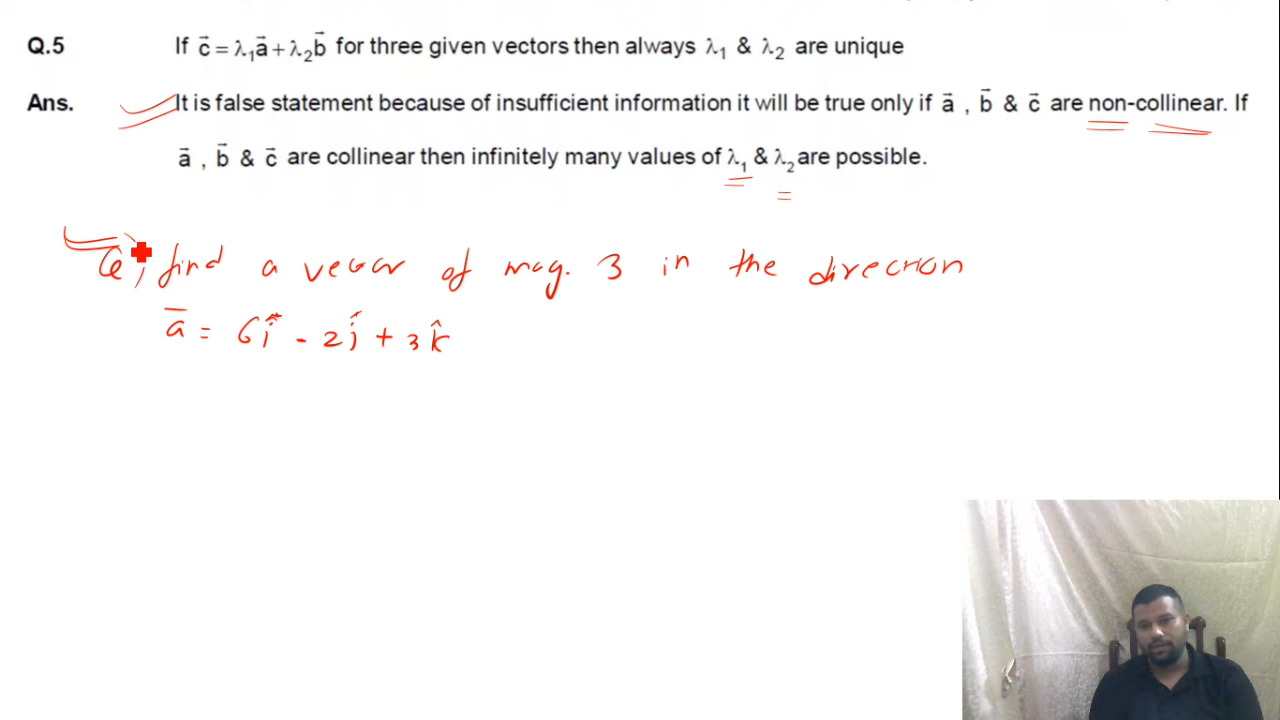 Q.5 If c⃗ = λ₁a⃗ + λ₂b⃗ for three given vectors then always λ₁ & λ₂ are unique
Ans. It is false statement because of insufficient information it will be true only if a⃗ , b⃗ & c⃗ are non-collinear. If
a⃗ , b⃗ & c⃗ are collinear then infinitely many values of λ₁ & λ₂ are possible.
Q, find a vector of mag. 3 in the direction
a̅ = 6î - 2ĵ + 3k̂